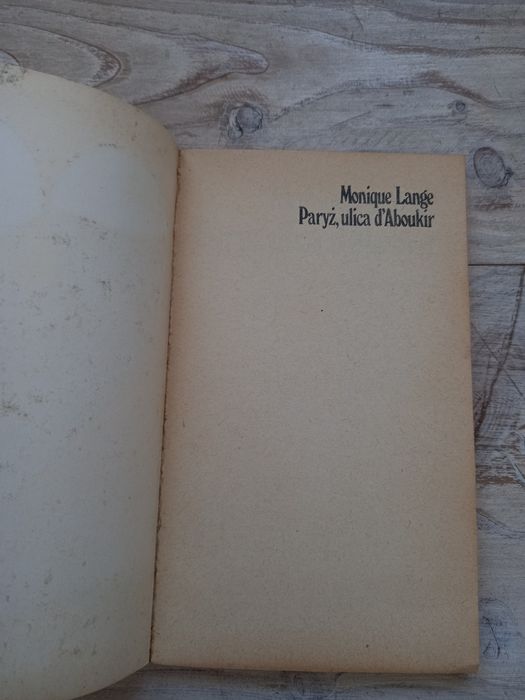 Monique Lange
Paryż, ulica d'Aboukir